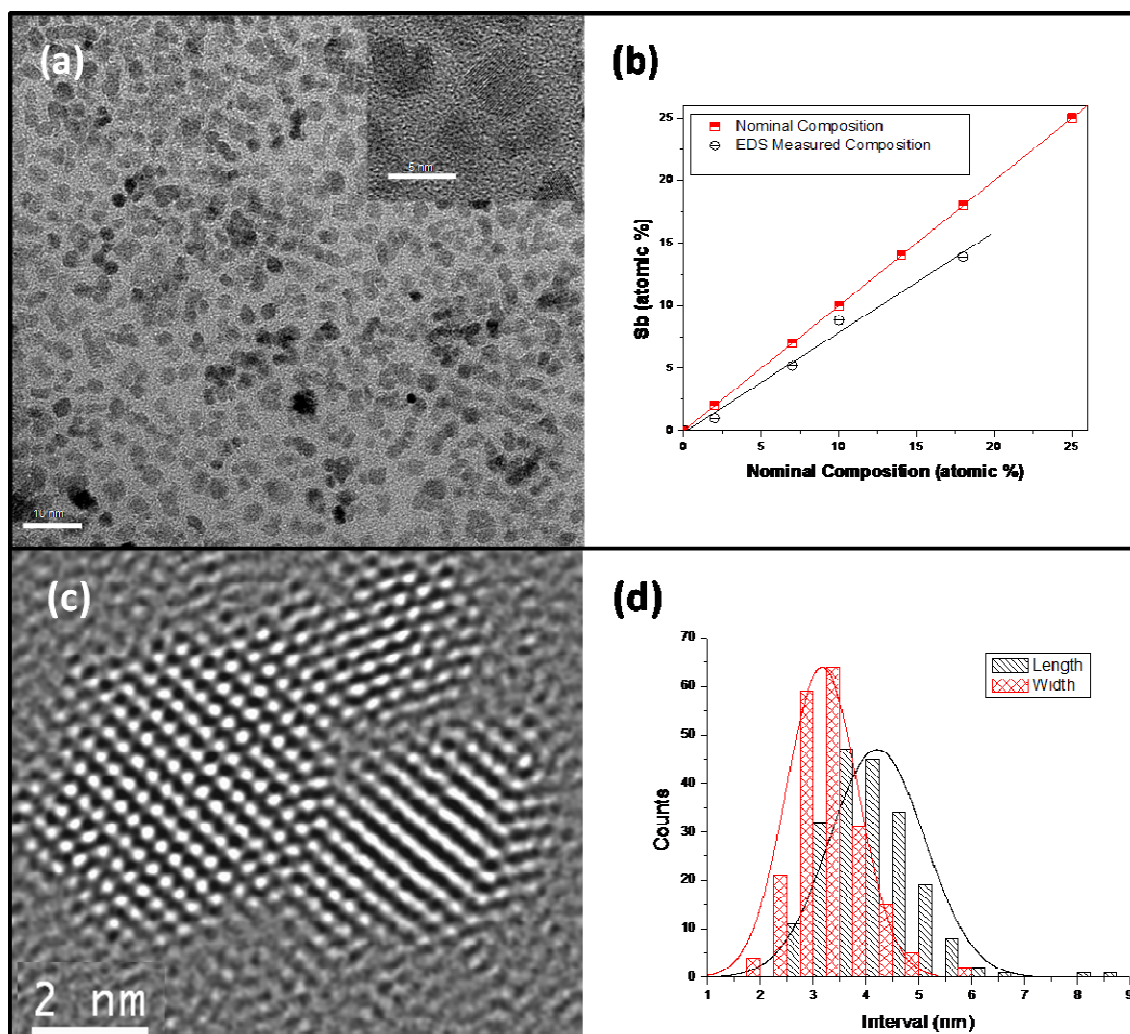 (a)
5 nm
10 nm
(b)
Nominal Composition
EDS Measured Composition
25
20
15
10
5
0
Sb (atomic %)
0 5 10 15 20 25
Nominal Composition (atomic %)
(c)
2 nm
(d)
70
60
50
40
30
20
10
0
Counts
Length
Width
1 2 3 4 5 6 7 8 9
Interval (nm)